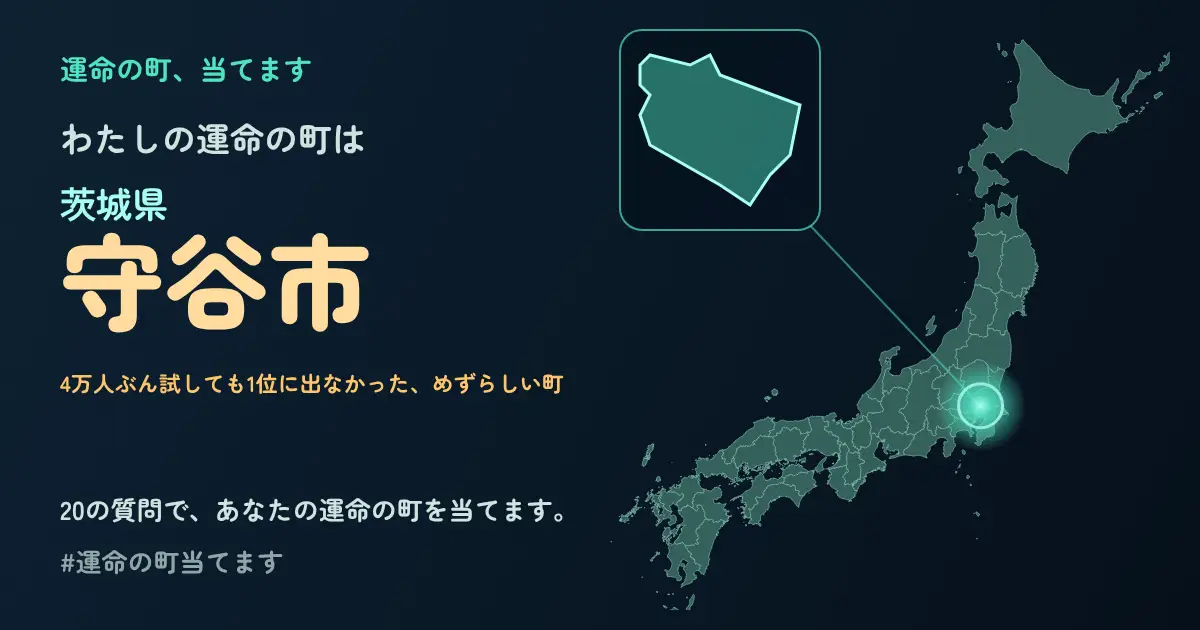 運命の町、当てます
わたしの運命の町は
茨城県
守谷市
4万人ぶん試しても1位に出なかった、めずらしい町
20の質問で、あなたの運命の町を当てます。
#運命の町当てます